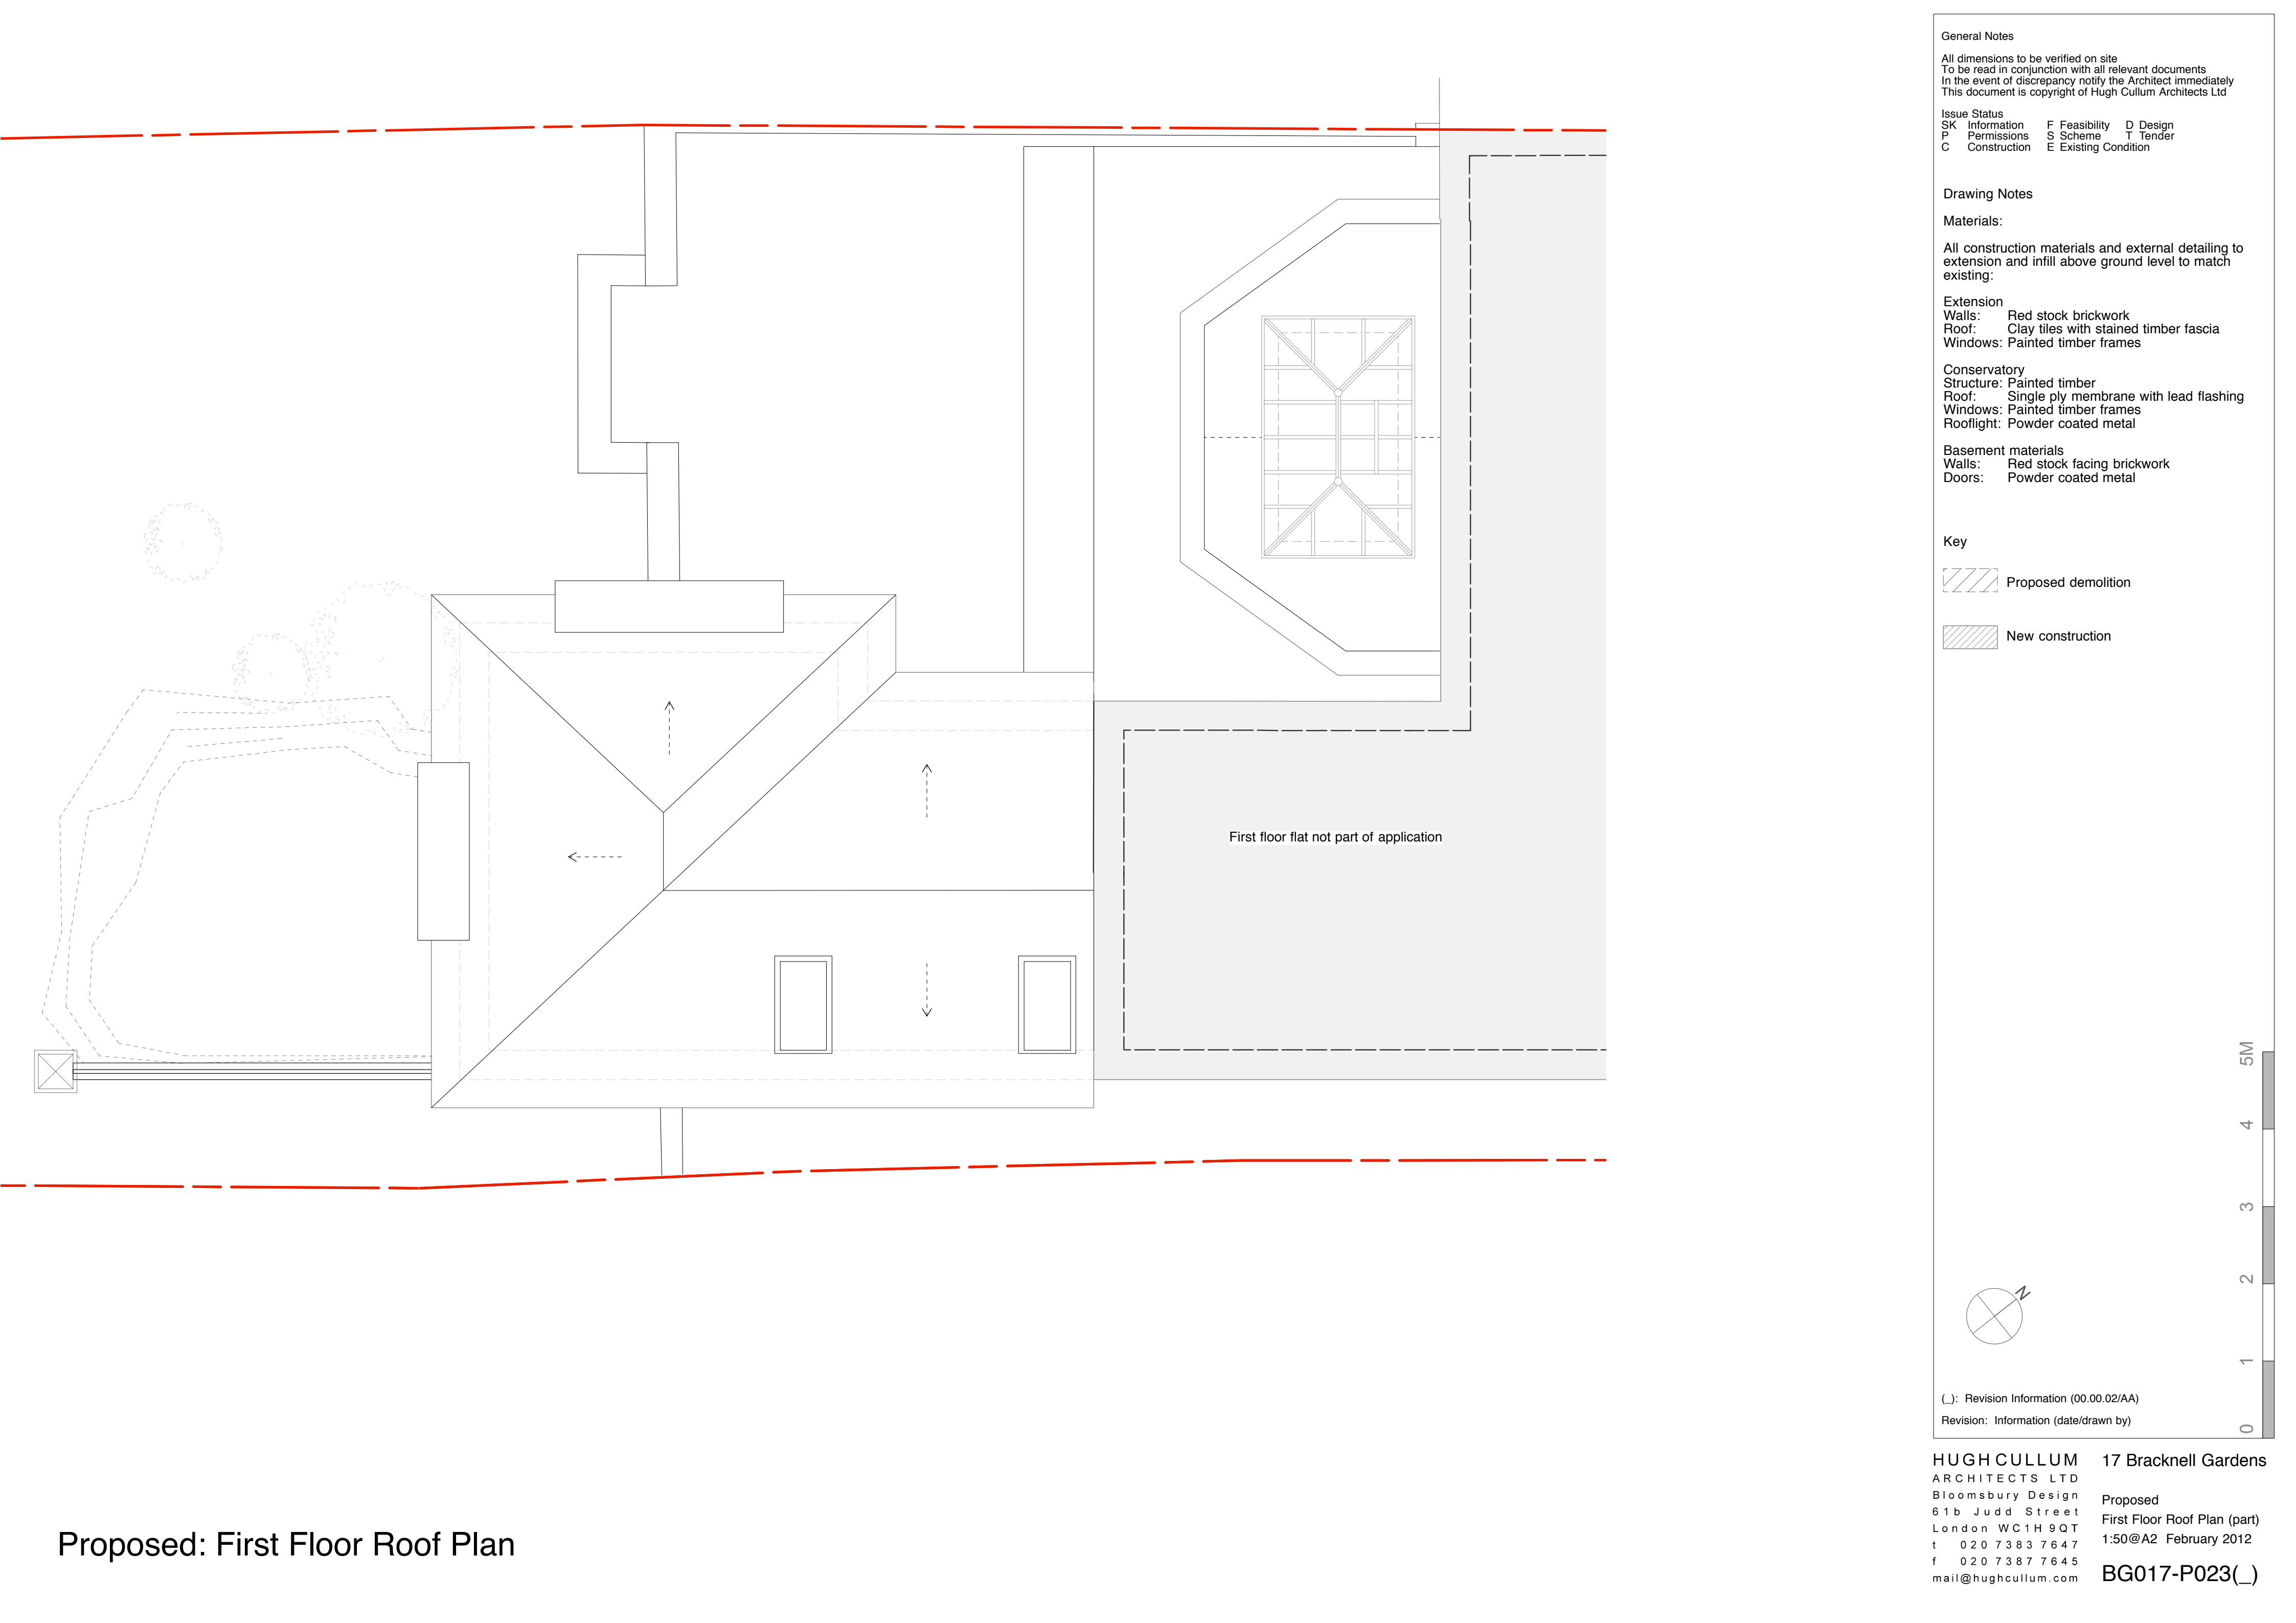 General Notes
All dimensions to be verified on site
To be read in conjunction with all relevant documents
In the event of discrepancy notify the Architect immediately
This document is copyright of Hugh Cullum Architects Ltd
Issue Status
SK Information F Feasibility D Design
P Permissions S Scheme T Tender
C Construction E Existing Condition
Drawing Notes
Materials:
All construction materials and external detailing to
extension and infill above ground level to match
existing:
Extension
Walls: Red stock brickwork
Roof: Clay tiles with stained timber fascia
Windows: Painted timber frames
Conservatory
Structure: Painted timber
Roof: Single ply membrane with lead flashing
Windows: Painted timber frames
Rooflight: Powder coated metal
Basement materials
Walls: Red stock facing brickwork
Doors: Powder coated metal
Key
Proposed demolition
New construction
First floor flat not part of application
5M
4
3
2
1
0
N
(_): Revision Information (00.00.02/AA)
Revision: Information (date/drawn by)
HUGH CULLUM
ARCHITECTS LTD
Bloomsbury Design
61b Judd Street
London WC1H 9QT
t 020 7383 7647
f 020 7387 7645
mail@hughcullum.com
17 Bracknell Gardens
Proposed
First Floor Roof Plan (part)
1:50@A2 February 2012
BG017-P023(_)
Proposed: First Floor Roof Plan